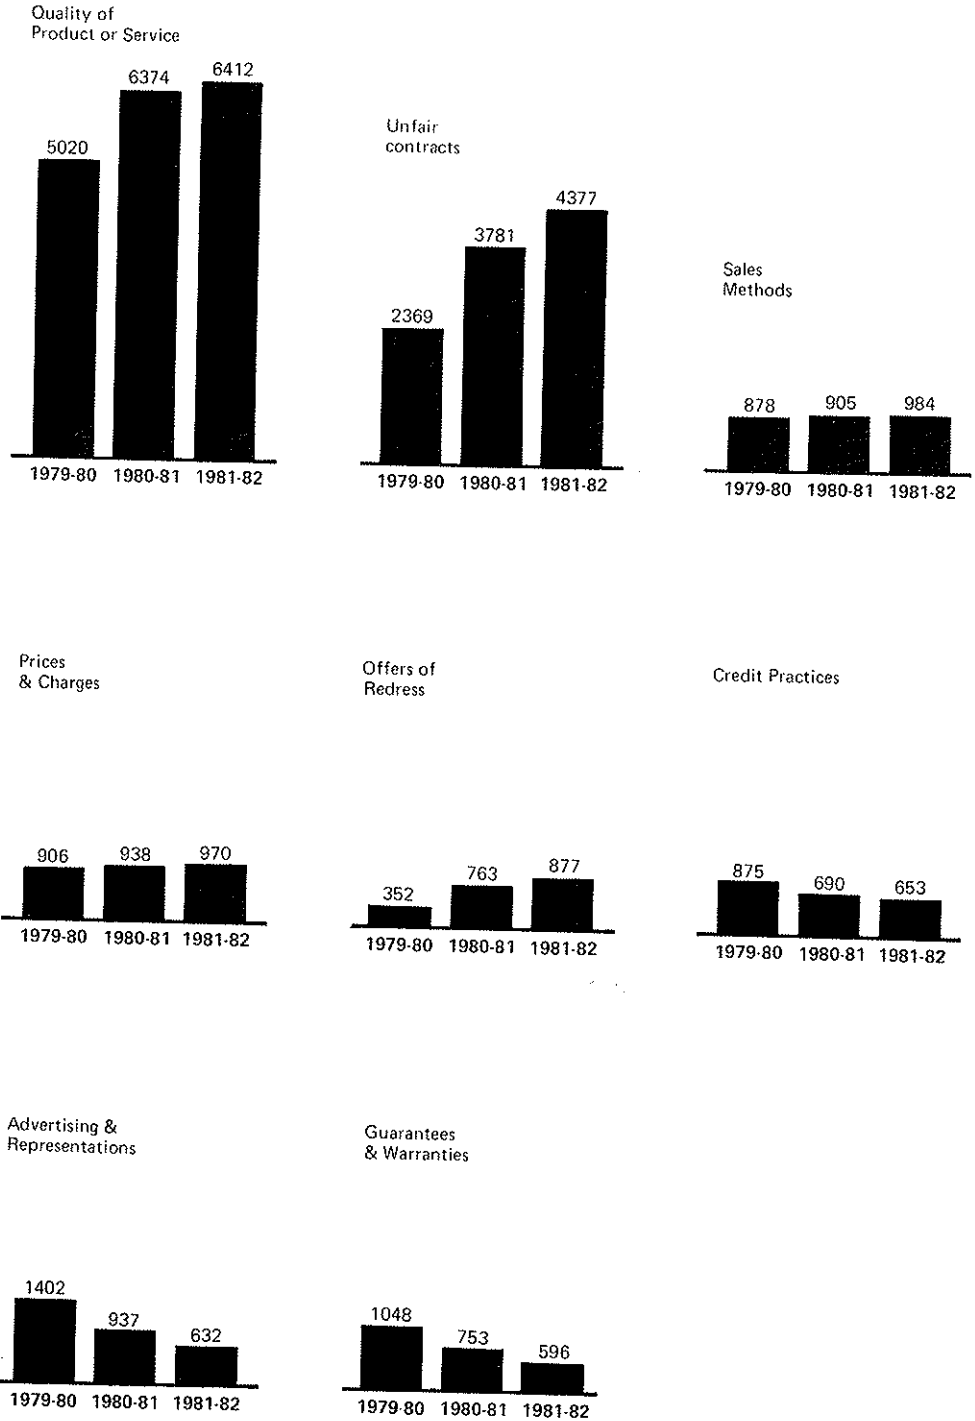 Quality of
Product or Service
5020 6374 6412
1979-80 1980-81 1981-82
Unfair
contracts
2369 3781 4377
1979-80 1980-81 1981-82
Sales
Methods
878 905 984
1979-80 1980-81 1981-82
Prices
& Charges
906 938 970
1979-80 1980-81 1981-82
Offers of
Redress
352 763 877
1979-80 1980-81 1981-82
Credit Practices
875 690 653
1979-80 1980-81 1981-82
Advertising &
Representations
1402 937 632
1979-80 1980-81 1981-82
Guarantees
& Warranties
1048 753 596
1979-80 1980-81 1981-82